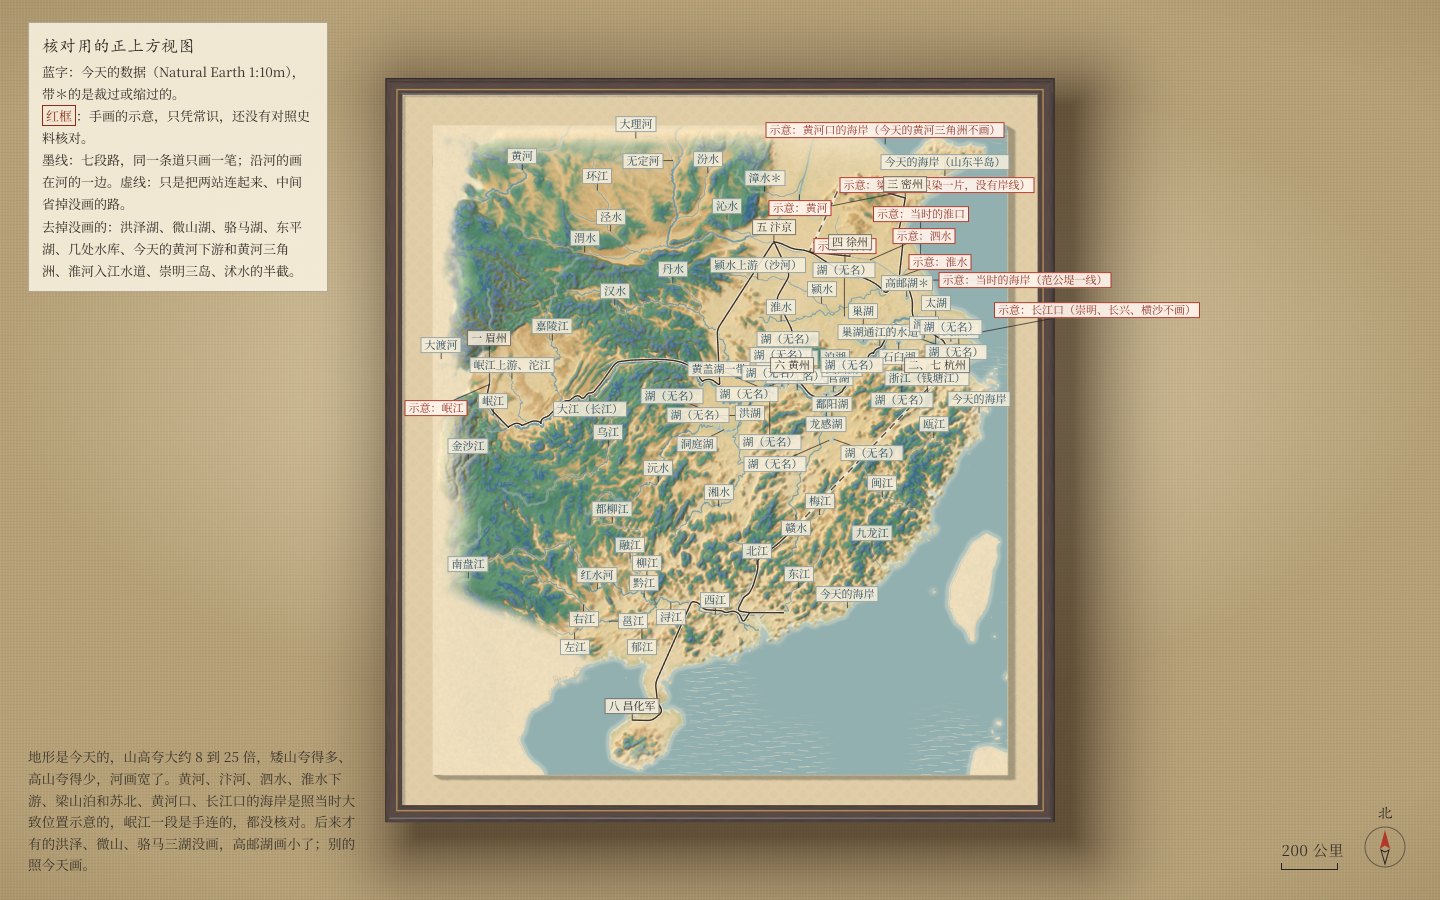 核对用的正上方视图
蓝字：今天的数据（Natural Earth 1:10m），
带＊的是裁过或缩过的。
红框：手画的示意，只凭常识，还没有对照史
料核对。
墨线：七段路，同一条道只画一笔；沿河的画
在河的一边。虚线：只是把两站连起来、中间
省掉没画的路。
去掉没画的：洪泽湖、微山湖、骆马湖、东平
湖、几处水库、今天的黄河下游和黄河三角
洲、淮河入江水道、崇明三岛、沭水的半截。
大理河
示意：黄河口的海岸（今天的黄河三角洲不画）
黄河
无定河
汾水
今天的海岸（山东半岛）
环江
漳水＊
三 密州
染一片，没有岸线）
沁水
示意：黄河
示意：当时的淮口
泾水
五 汴京
渭水
四 徐州
示意：泗水
丹水
颍水上游（沙河）
湖（无名）
示意：淮水
汉水
颍水
高邮湖＊
示意：当时的海岸（范公堤一线）
淮水
巢湖
太湖
示意：长江口（崇明、长兴、横沙不画）
嘉陵江
巢湖通江的水道
湖（无名）
一 眉州
大渡河
湖（无名）
湖（无名）
岷江上游、沱江
黄盖湖一带
六 黄州
湖（无名）
石臼湖
二、七 杭州
浙江（钱塘江）
岷江
湖（无名）
湖（无名）
鄱阳湖
湖（无名）
今天的海岸
示意：岷江
大江（长江）
湖（无名）
洪湖
龙感湖
瓯江
乌江
金沙江
洞庭湖
湖（无名）
湖（无名）
沅水
湖（无名）
湘水
梅江
闽江
都柳江
赣水
九龙江
融江
北江
南盘江
柳江
红水河
黔江
东江
今天的海岸
西江
右江
邕江
浔江
左江
郁江
八 昌化军
地形是今天的，山高夸大约 8 到 25 倍，矮山夸得多、
高山夸得少，河画宽了。黄河、汴河、泗水、淮水下
游、梁山泊和苏北、黄河口、长江口的海岸是照当时大
致位置示意的，岷江一段是手连的，都没核对。后来才
有的洪泽、微山、骆马三湖没画，高邮湖画小了；别的
照今天画。
北
200 公里